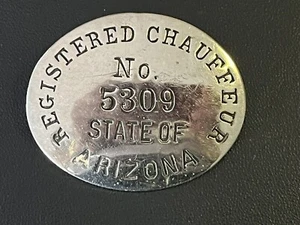 REGISTERED CHAUFFEUR
No.
5309
STATE OF
ARIZONA